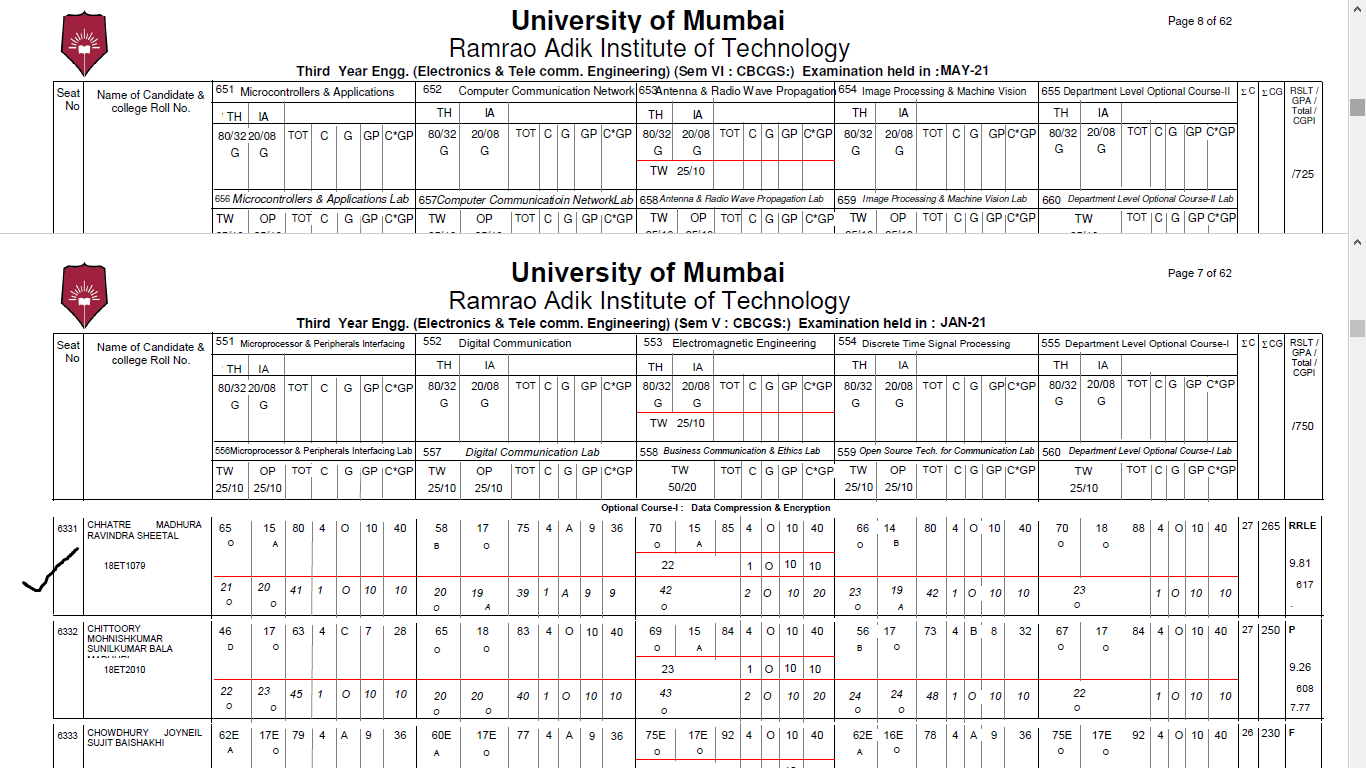 University of Mumbai
Page 8 of 62
Ramrao Adik Institute of Technology
Third Year Engg. (Electronics & Tele comm. Engineering) (Sem VI : CBCGS:) Examination held in :MAY-21
Seat No Name of Candidate & college Roll No. 651 Microcontrollers & Applications 652 Computer Communication Network 653 Antenna & Radio Wave Propagation 654 Image Processing & Machine Vision 655 Department Level Optional Course-II Σ C Σ CG RSLT / GPA / Total / CGPI
TH IA TH IA TH IA TH IA TH IA
80/32 20/08 TOT C G GP C*GP 80/32 20/08 TOT C G GP C*GP 80/32 20/08 TOT C G GP C*GP 80/32 20/08 TOT C G GP C*GP 80/32 20/08 TOT C G GP C*GP
G G G G G G G G G G
TW 25/10 /725
656 Microcontrollers & Applications Lab 657 Computer Communicatioin NetworkLab 658 Antenna & Radio Wave Propagation Lab 659 Image Processing & Machine Vision Lab 660 Department Level Optional Course-II Lab
TW OP TOT C G GP C*GP TW OP TOT C G GP C*GP TW OP TOT C G GP C*GP TW OP TOT C G GP C*GP TW TOT C G GP C*GP
University of Mumbai
Page 7 of 62
Ramrao Adik Institute of Technology
Third Year Engg. (Electronics & Tele comm. Engineering) (Sem V : CBCGS:) Examination held in : JAN-21
Seat No Name of Candidate & college Roll No. 551 Microprocessor & Peripherals Interfacing 552 Digital Communication 553 Electromagnetic Engineering 554 Discrete Time Signal Processing 555 Department Level Optional Course-I Σ C Σ CG RSLT / GPA / Total / CGPI
TH IA TH IA TH IA TH IA TH IA
80/32 20/08 TOT C G GP C*GP 80/32 20/08 TOT C G GP C*GP 80/32 20/08 TOT C G GP C*GP 80/32 20/08 TOT C G GP C*GP 80/32 20/08 TOT C G GP C*GP
G G G G G G G G G G
TW 25/10 /750
556 Microprocessor & Peripherals Interfacing Lab 557 Digital Communication Lab 558 Business Communication & Ethics Lab 559 Open Source Tech. for Communication Lab 560 Department Level Optional Course-I Lab
TW OP TOT C G GP C*GP TW OP TOT C G GP C*GP TW TOT C G GP C*GP TW OP TOT C G GP C*GP TW TOT C G GP C*GP
25/10 25/10 25/10 25/10 50/20 25/10 25/10 25/10
Optional Course-I : Data Compression & Encryption
6331 CHHATRE MADHURA 65 15 80 4 O 10 40 58 17 75 4 A 9 36 70 15 85 4 O 10 40 66 14 80 4 O 10 40 70 18 88 4 O 10 40 27 265 RRLE
RAVINDRA SHEETAL O A B O O A O B O O
18ET1079 22 1 O 10 10 9.81
21 20 41 1 O 10 10 20 19 39 1 A 9 9 42 2 O 10 20 23 19 42 1 O 10 10 23 1 O 10 10 617
O O O A O O A O .
6332 CHITTOORY 46 17 63 4 C 7 28 65 18 83 4 O 10 40 69 15 84 4 O 10 40 56 17 73 4 B 8 32 67 17 84 4 O 10 40 27 250 P
MOHNISHKUMAR
SUNILKUMAR BALA D O O O O A B O O O
18ET2010 23 1 O 10 10 9.26
22 23 45 1 O 10 10 20 20 40 1 O 10 10 43 2 O 10 20 24 24 48 1 O 10 10 22 1 O 10 10 608
O O O O O O O O 7.77
6333 CHOWDHURY JOYNEIL 62E 17E 79 4 A 9 36 60E 17E 77 4 A 9 36 75E 17E 92 4 O 10 40 62E 16E 78 4 A 9 36 75E 17E 92 4 O 10 40 26 230 F
SUJIT BAISHAKHI A O A O O O A O O O